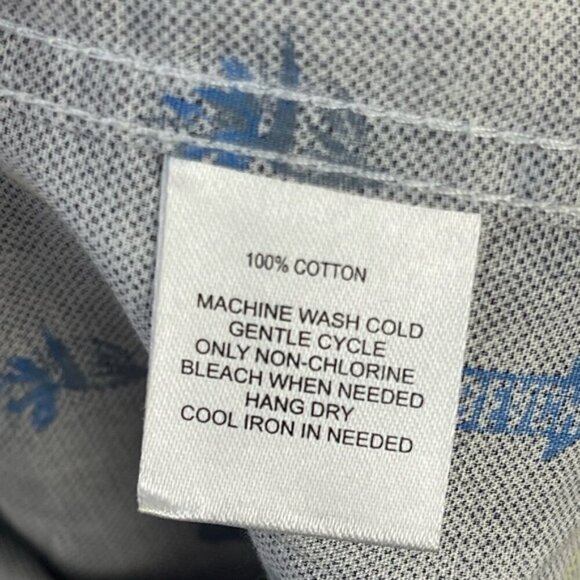 100% COTTON
MACHINE WASH COLD
GENTLE CYCLE
ONLY NON-CHLORINE
BLEACH WHEN NEEDED
HANG DRY
COOL IRON IN NEEDED